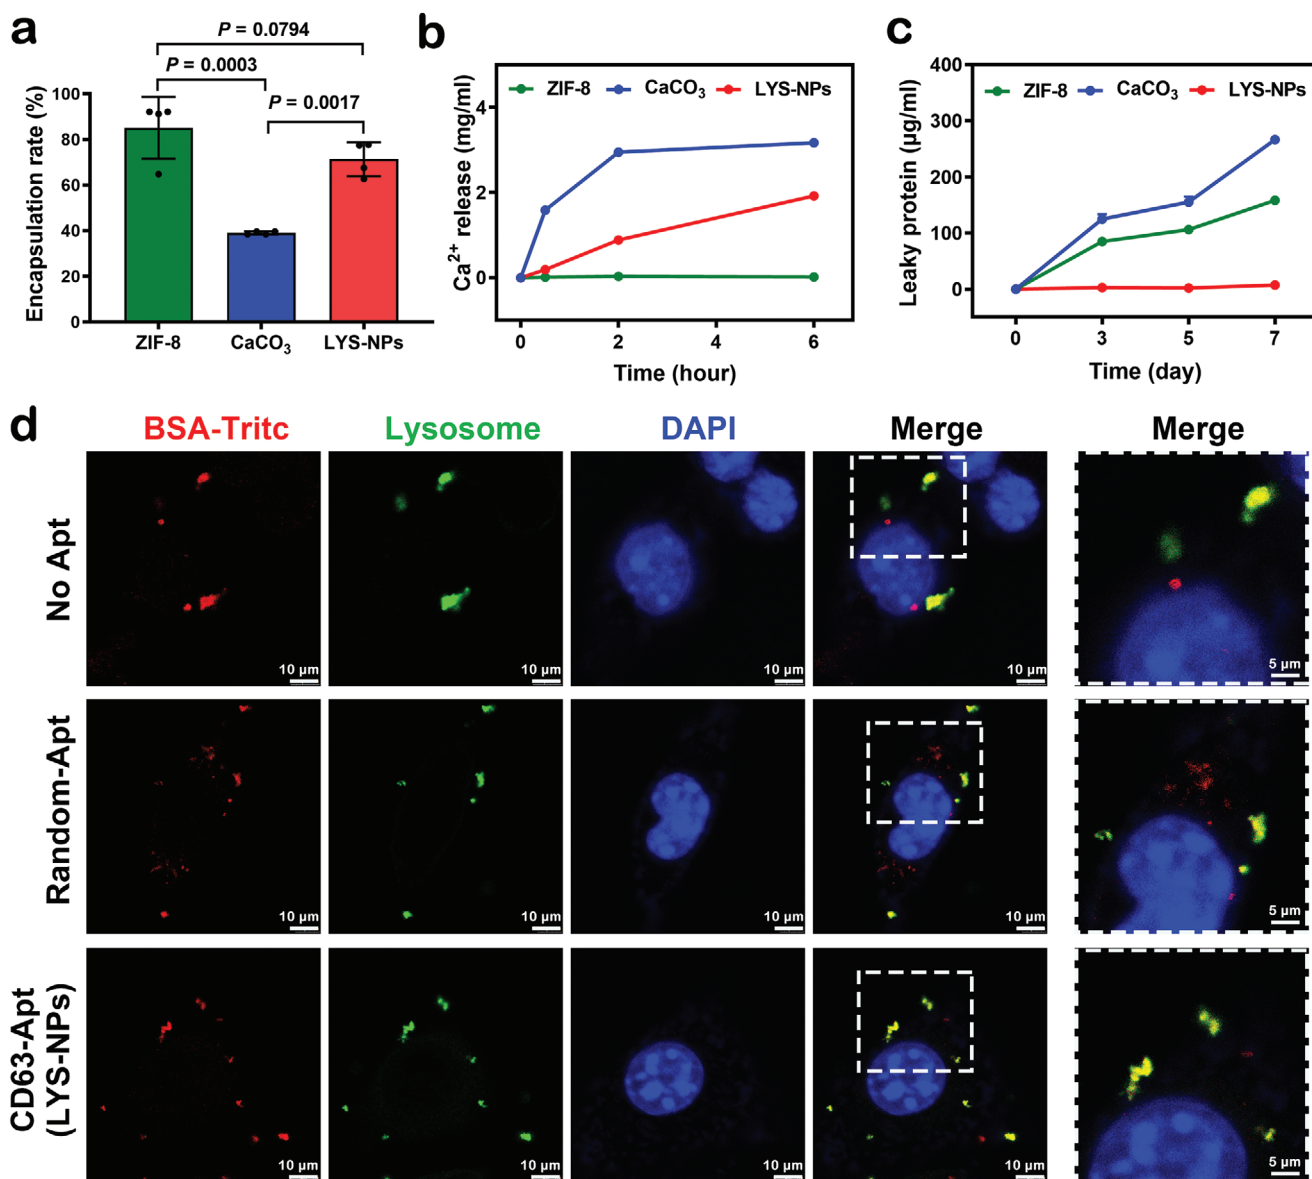 a
P = 0.0794
P = 0.0003
P = 0.0017
Encapsulation rate (%)
100
80
60
40
20
0
ZIF-8 CaCO₃ LYS-NPs
b
ZIF-8 CaCO₃ LYS-NPs
Ca²⁺ release (mg/ml)
4
2
0
0 2 4 6
Time (hour)
c
ZIF-8 CaCO₃ LYS-NPs
Leaky protein (µg/ml)
400
300
200
100
0
0 3 5 7
Time (day)
d
BSA-Tritc Lysosome DAPI Merge Merge
No Apt
10 µm 10 µm 10 µm 10 µm 5 µm
Random-Apt
10 µm 10 µm 10 µm 10 µm 5 µm
CD63-Apt
(LYS-NPs)
10 µm 10 µm 10 µm 10 µm 5 µm